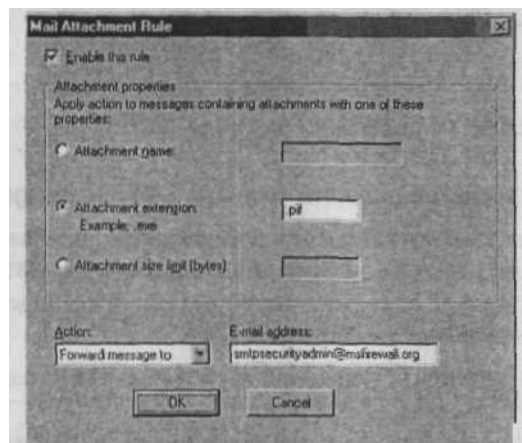 Mail Attachment Rule
Enable this rule
Attachment properties
Apply action to messages containing attachments with one of these
properties:
Attachment name:
Attachment extension:
.pif
Example: .exe
Attachment size limit (bytes)
Action:
E-mail address:
Forward message to
smtpsecurityadmin@msfirewall.org
OK
Cancel